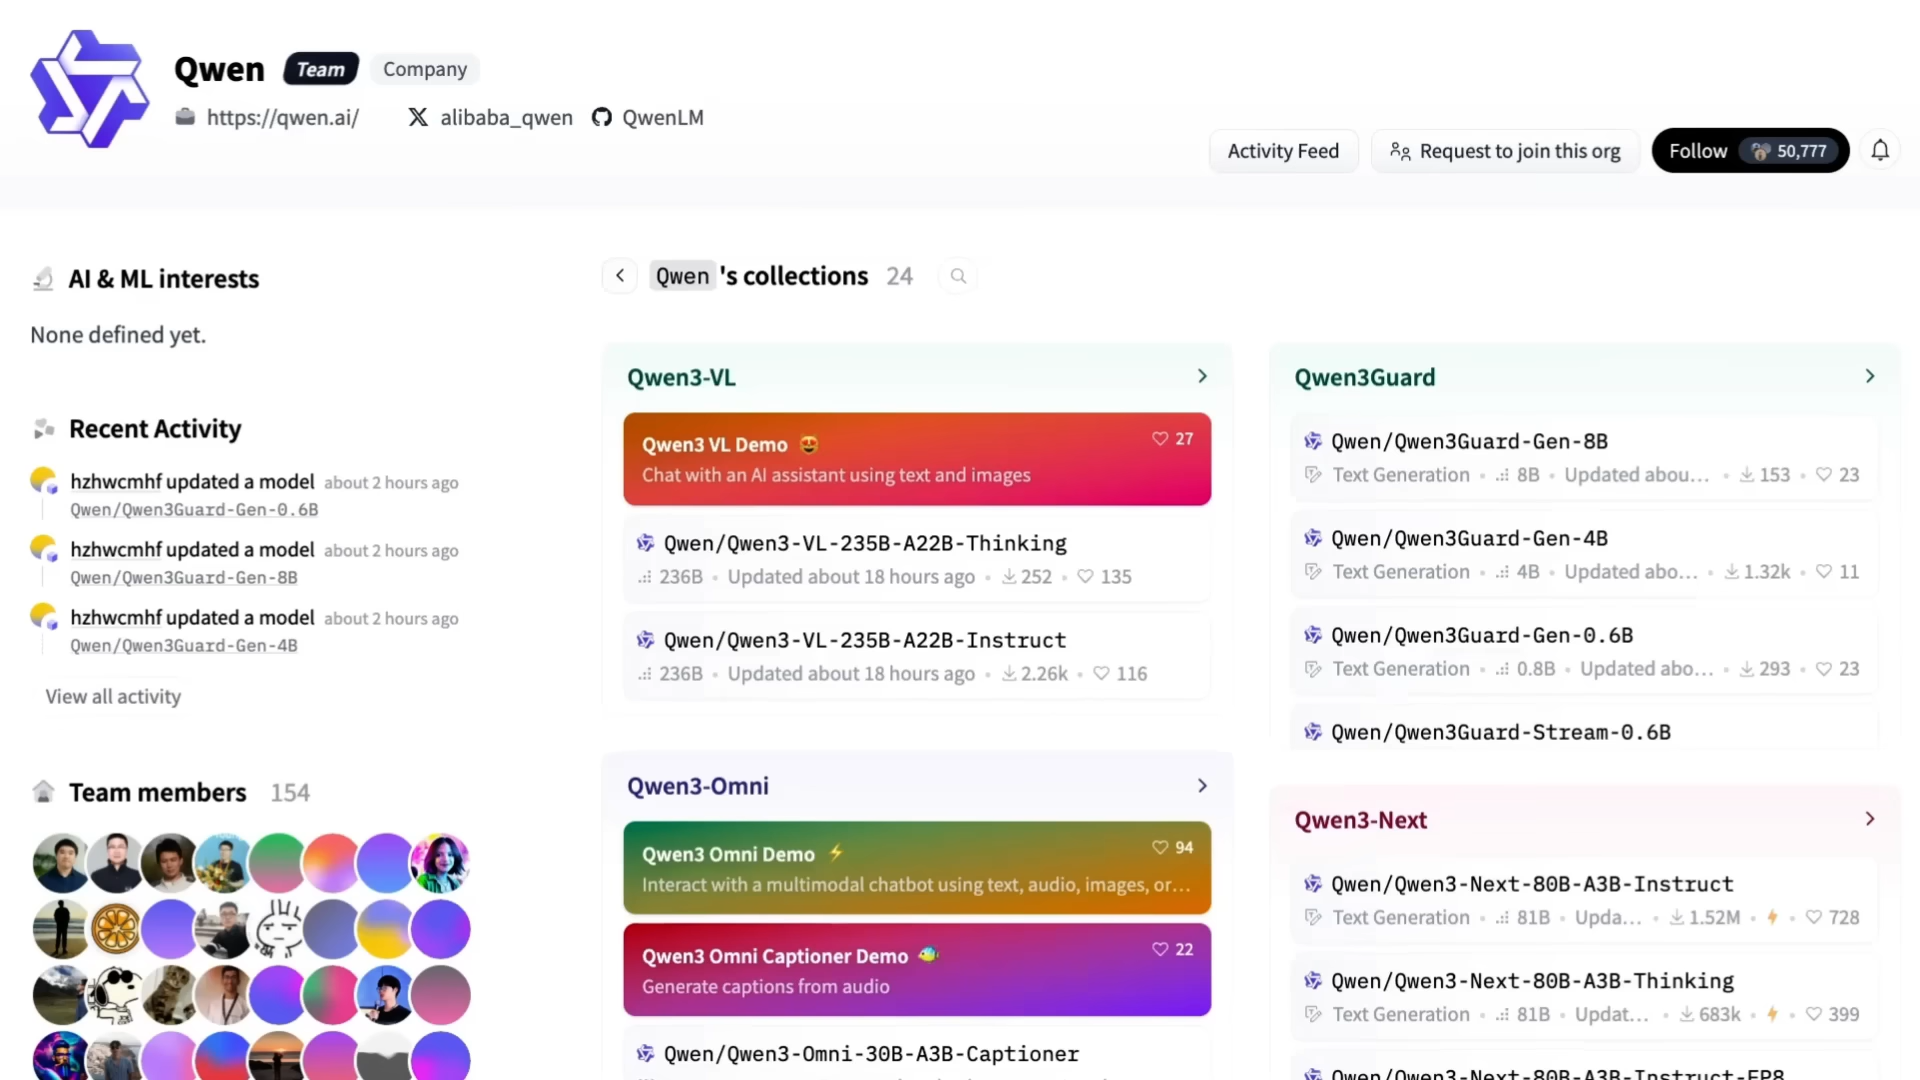 Qwen Team Company
https://qwen.ai/ alibaba_qwen QwenLM
Activity Feed Request to join this org Follow 50,777
AI & ML interests
None defined yet.
Recent Activity
hzhwcmhf updated a model about 2 hours ago
Qwen/Qwen3Guard-Gen-0.6B
hzhwcmhf updated a model about 2 hours ago
Qwen/Qwen3Guard-Gen-8B
hzhwcmhf updated a model about 2 hours ago
Qwen/Qwen3Guard-Gen-4B
View all activity
Team members 154
Qwen 's collections 24
Qwen3-VL
Qwen3 VL Demo 27
Chat with an AI assistant using text and images
Qwen/Qwen3-VL-235B-A22B-Thinking
236B • Updated about 18 hours ago • 252 • 135
Qwen/Qwen3-VL-235B-A22B-Instruct
236B • Updated about 18 hours ago • 2.26k • 116
Qwen3-Omni
Qwen3 Omni Demo 94
Interact with a multimodal chatbot using text, audio, images, or...
Qwen3 Omni Captioner Demo 22
Generate captions from audio
Qwen/Qwen3-Omni-30B-A3B-Captioner
Qwen3Guard
Qwen/Qwen3Guard-Gen-8B
Text Generation • 8B • Updated abou... • 153 • 23
Qwen/Qwen3Guard-Gen-4B
Text Generation • 4B • Updated abo... • 1.32k • 11
Qwen/Qwen3Guard-Gen-0.6B
Text Generation • 0.8B • Updated abo... • 293 • 23
Qwen/Qwen3Guard-Stream-0.6B
Qwen3-Next
Qwen/Qwen3-Next-80B-A3B-Instruct
Text Generation • 81B • Upda... • 1.52M • 728
Qwen/Qwen3-Next-80B-A3B-Thinking
Text Generation • 81B • Updat... • 683k • 399
Qwen/Qwen3-Next-80B-A3B-Instruct-FP8